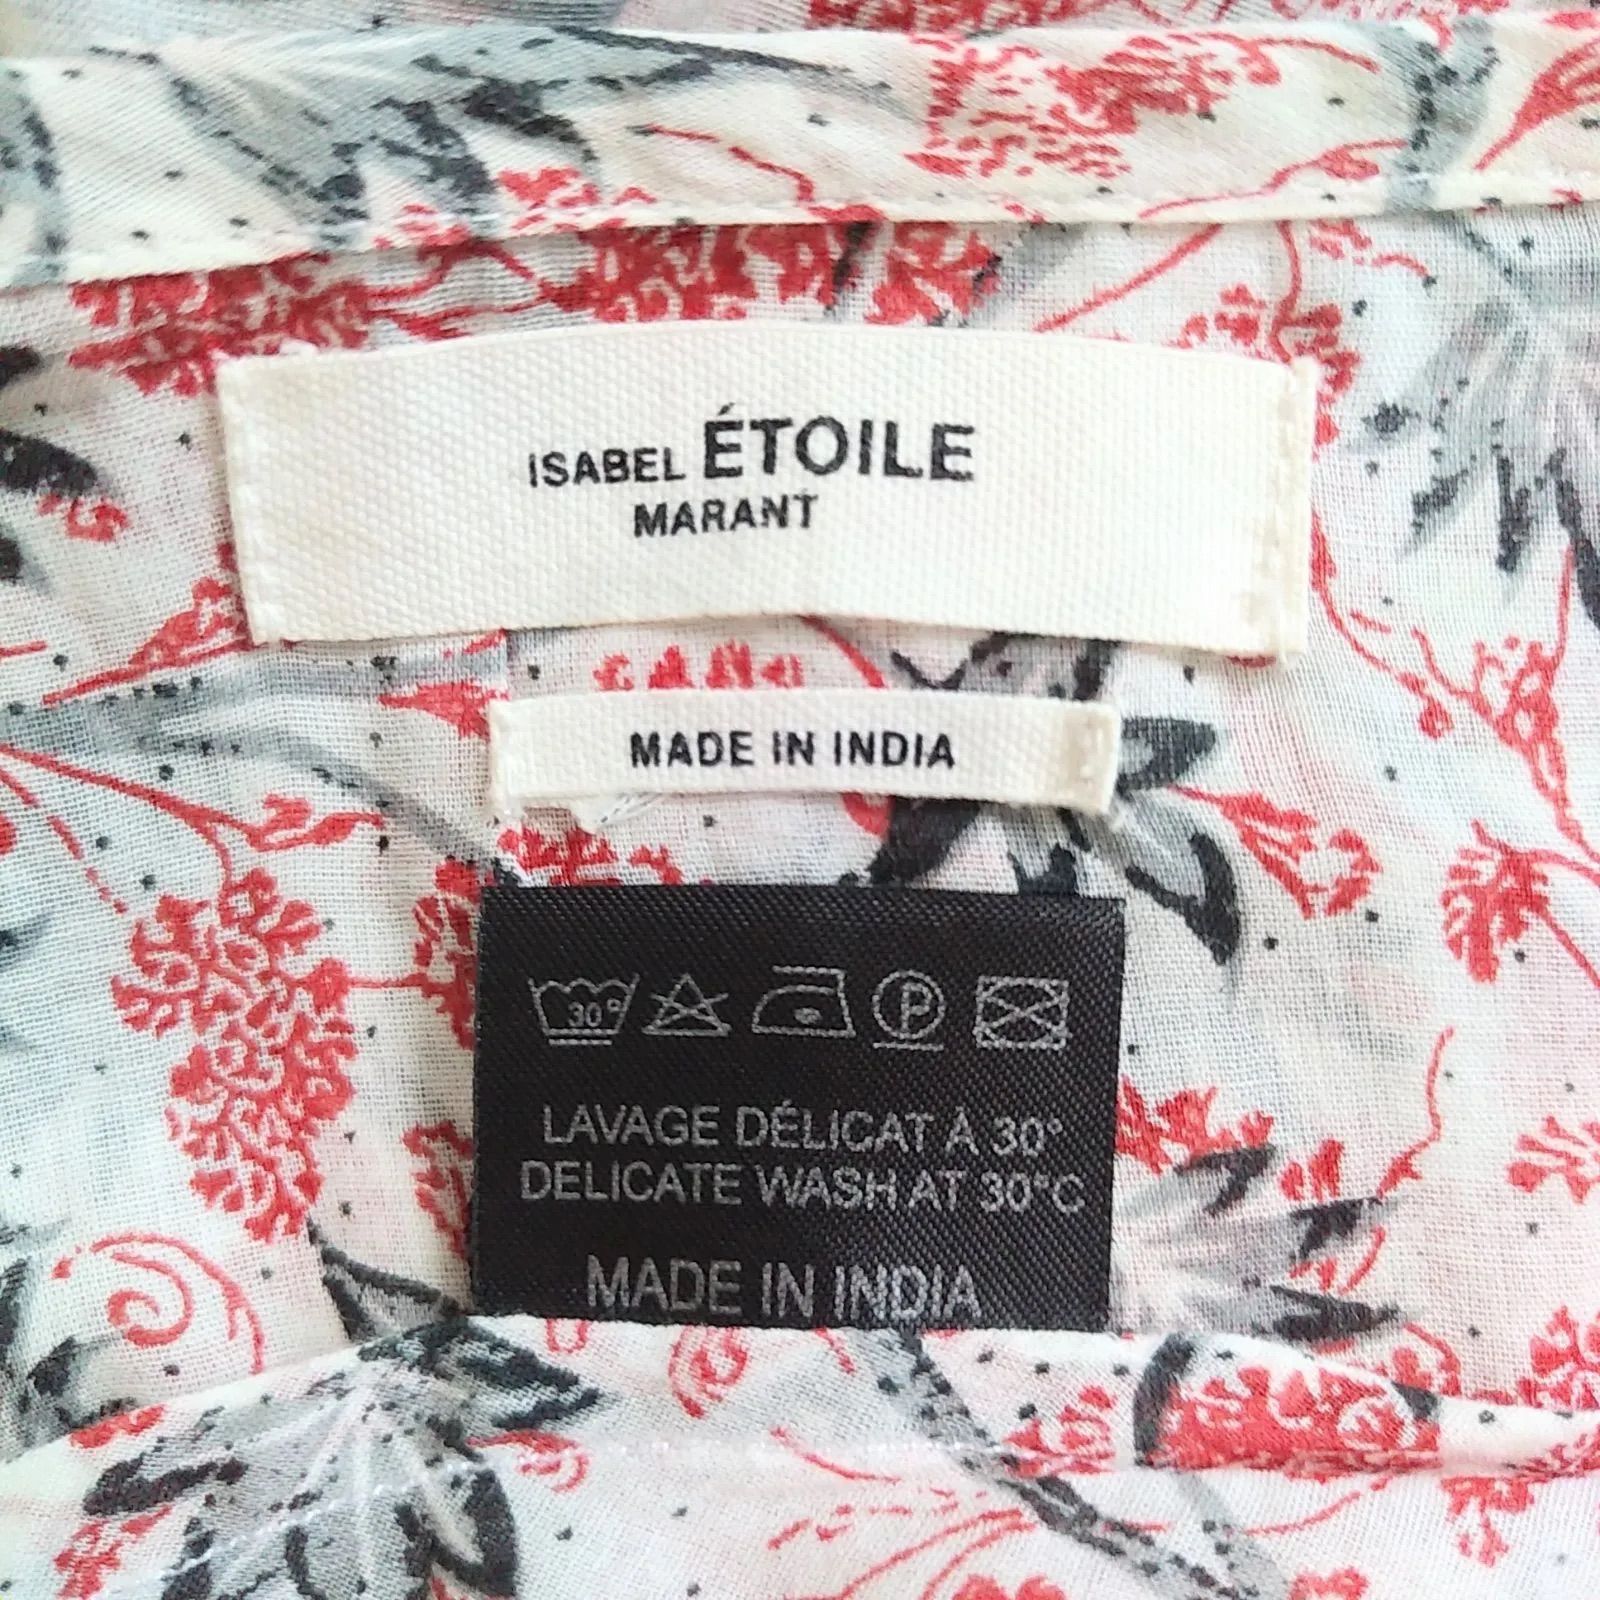 ISABEL ÉTOILE
MARANT
MADE IN INDIA
30°
P
LAVAGE DÉLICAT À 30°
DELICATE WASH AT 30°C
MADE IN INDIA